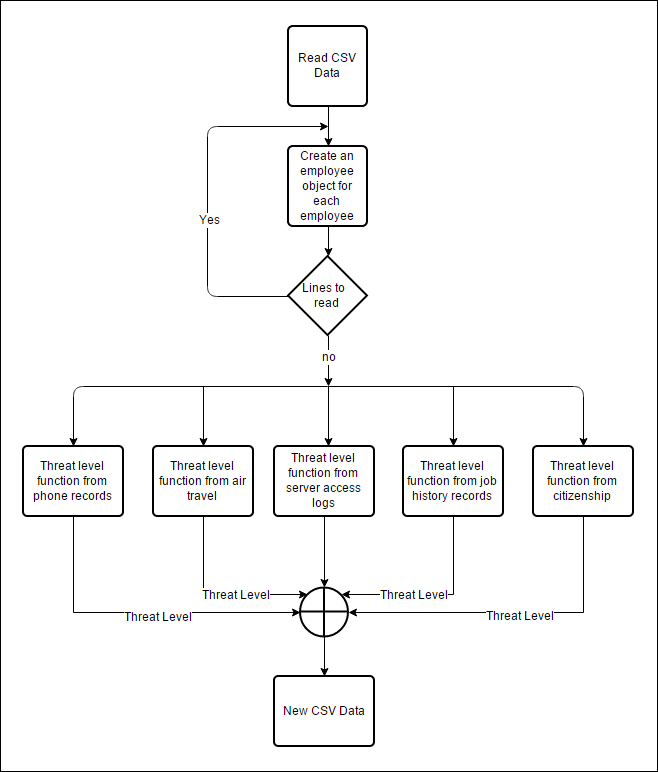 Read CSV
Data
Create an
employee
object for
each
employee
Yes
Lines to
read
no
Threat level
function from
phone records
Threat level
function from air
travel
Threat level
function from
server access
logs
Threat level
function from job
history records
Threat level
function from
citizenship
Threat Level
Threat Level
Threat Level
Threat Level
New CSV Data